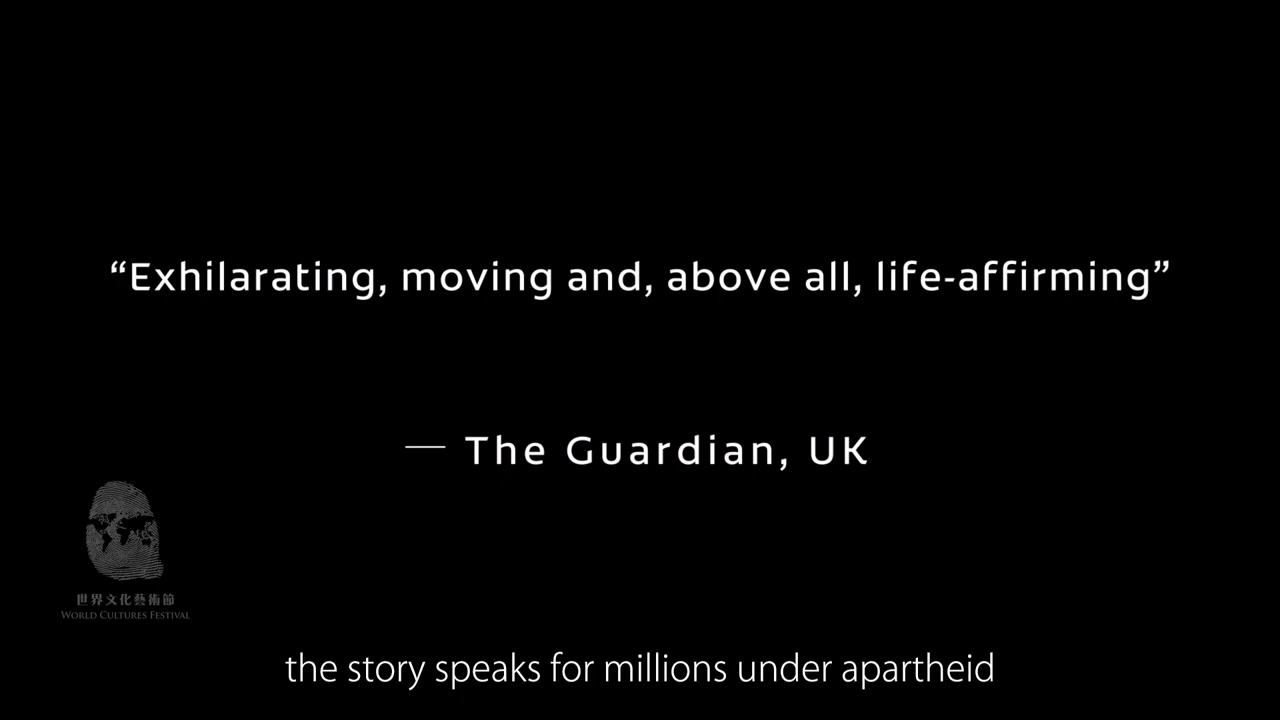 “Exhilarating, moving and, above all, life-affirming”
— The Guardian, UK
世界文化藝術節
WORLD CULTURES FESTIVAL
the story speaks for millions under apartheid